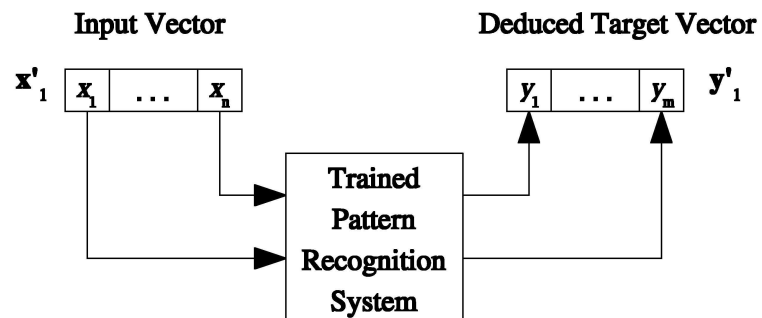 Input Vector
Deduced Target Vector
x'1 x1 ... xn
y1 ... ym y'1
Trained
Pattern
Recognition
System